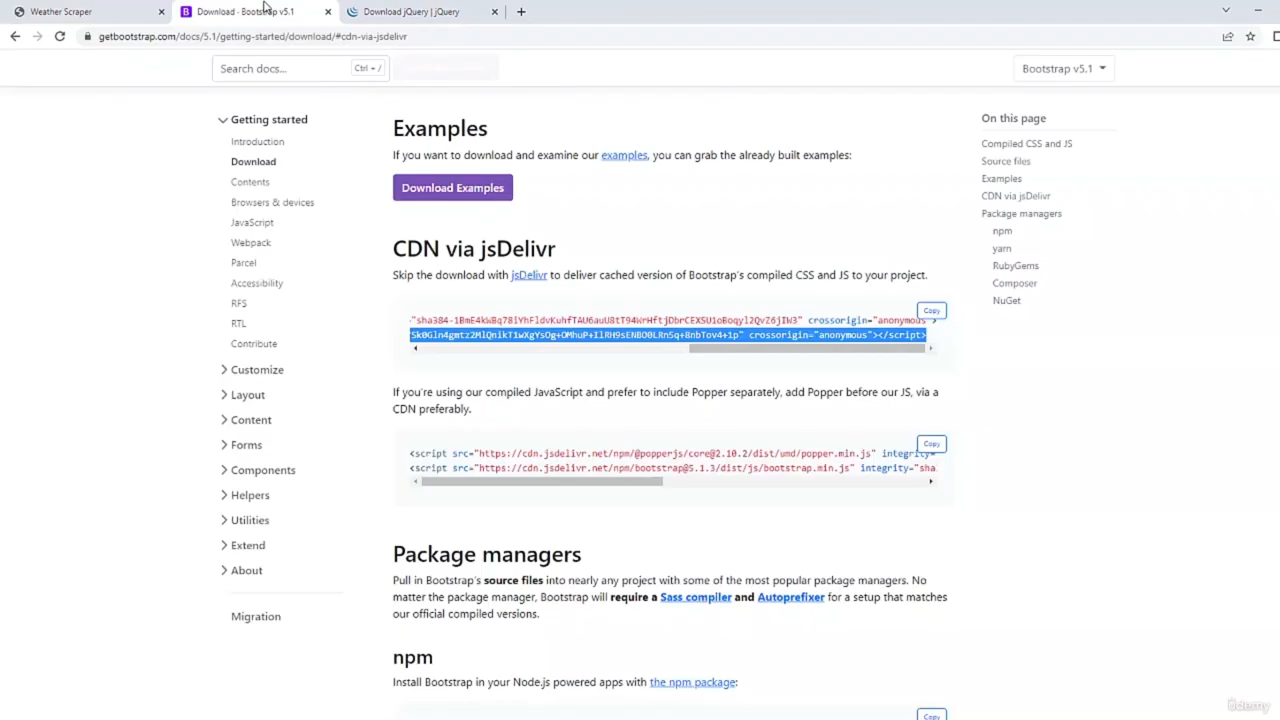 Weather Scraper
Download · Bootstrap v5.1
Download jQuery | jQuery
getbootstrap.com/docs/5.1/getting-started/download/#cdn-via-jsdelivr
Search docs...
Ctrl + /
Bootstrap v5.1
Getting started
Introduction
Download
Contents
Browsers & devices
JavaScript
Webpack
Parcel
Accessibility
RFS
RTL
Contribute
Customize
Layout
Content
Forms
Components
Helpers
Utilities
Extend
About
Migration
Examples
If you want to download and examine our examples, you can grab the already built examples:
Download Examples
CDN via jsDelivr
Skip the download with jsDelivr to deliver cached version of Bootstrap's compiled CSS and JS to your project.
Copy
crossorigin="anonymous"
crossorigin="anonymous"></script>
If you're using our compiled JavaScript and prefer to include Popper separately, add Popper before our JS, via a
CDN preferably.
Copy
<script src="https://cdn.jsdelivr.net/npm/@popperjs/core@2.10.2/dist/umd/popper.min.js" integrity=
<script src="https://cdn.jsdelivr.net/npm/bootstrap@5.1.3/dist/js/bootstrap.min.js" integrity="sha
Package managers
Pull in Bootstrap's source files into nearly any project with some of the most popular package managers. No
matter the package manager, Bootstrap will require a Sass compiler and Autoprefixer for a setup that matches
our official compiled versions.
npm
Install Bootstrap in your Node.js powered apps with the npm package:
Copy
On this page
Compiled CSS and JS
Source files
Examples
CDN via jsDelivr
Package managers
npm
yarn
RubyGems
Composer
NuGet
ûdemy